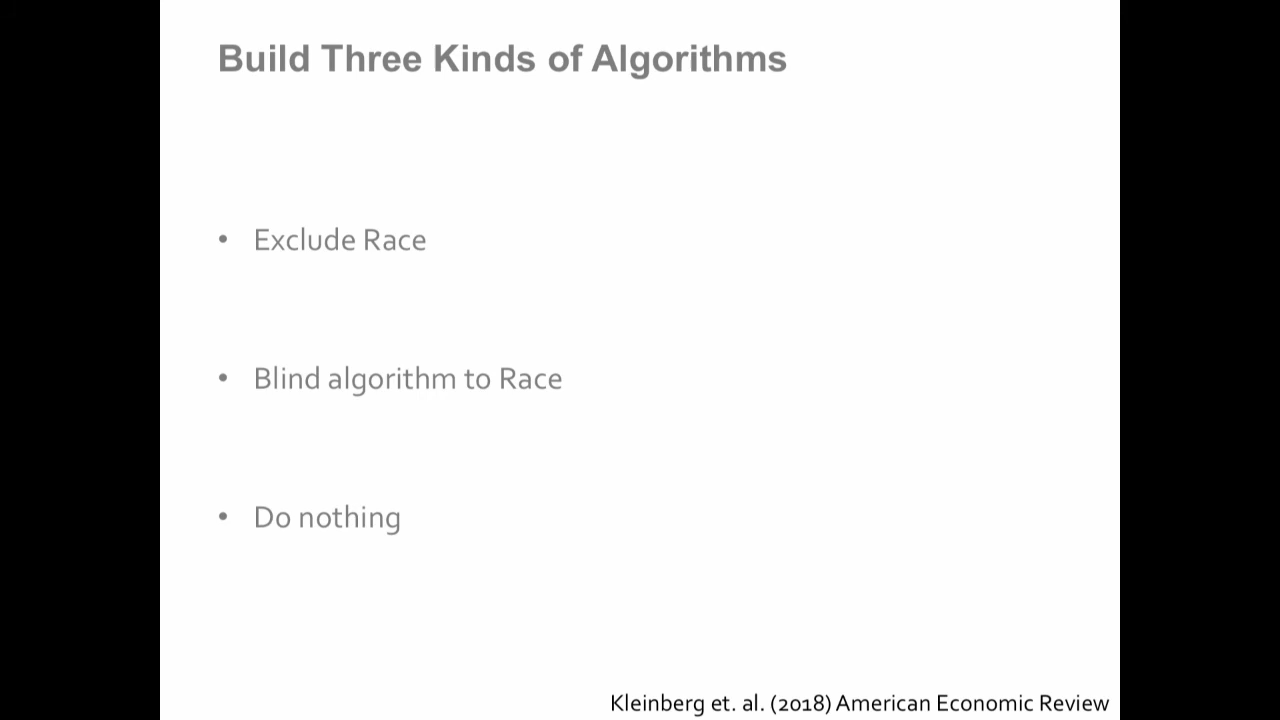 Build Three Kinds of Algorithms
• Exclude Race
• Blind algorithm to Race
• Do nothing
Kleinberg et. al. (2018) American Economic Review